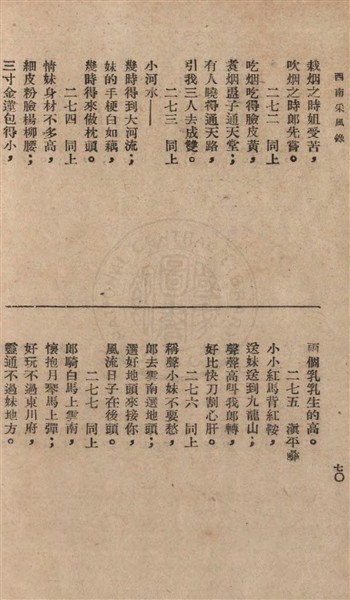 西南采風錄
栽烟之時姐受苦，
吹烟之時郎先嘗。
二七二　同上
吃烟吃得臉皮黃，
煑烟盪子通天堂；
有人曉得通天路，
引我三人去成雙。
二七三　同上
小河水——
幾時得到大河流；
妹的手梗白如藕，
幾時得來做枕頭。
二七四　同上
情妹身材不多高，
細皮粉臉楊柳腰；
三寸金蓮包得小，
兩個乳乳生的高。
二七五　滇平彝
小小紅馬背紅鞍，
送妹送到九龍山；
聲聲高叫我郎轉，
好比快刀割心肝。
二七六　同上
稱聲小妹不要愁，
郎去雲南選地頭；
選好地頭來接你，
風流日子在後頭。
二七七　同上
郎騎白馬上雲南，
懷抱月琴馬上彈；
好玩不過東川府，
靈通不過妹地方。
七〇